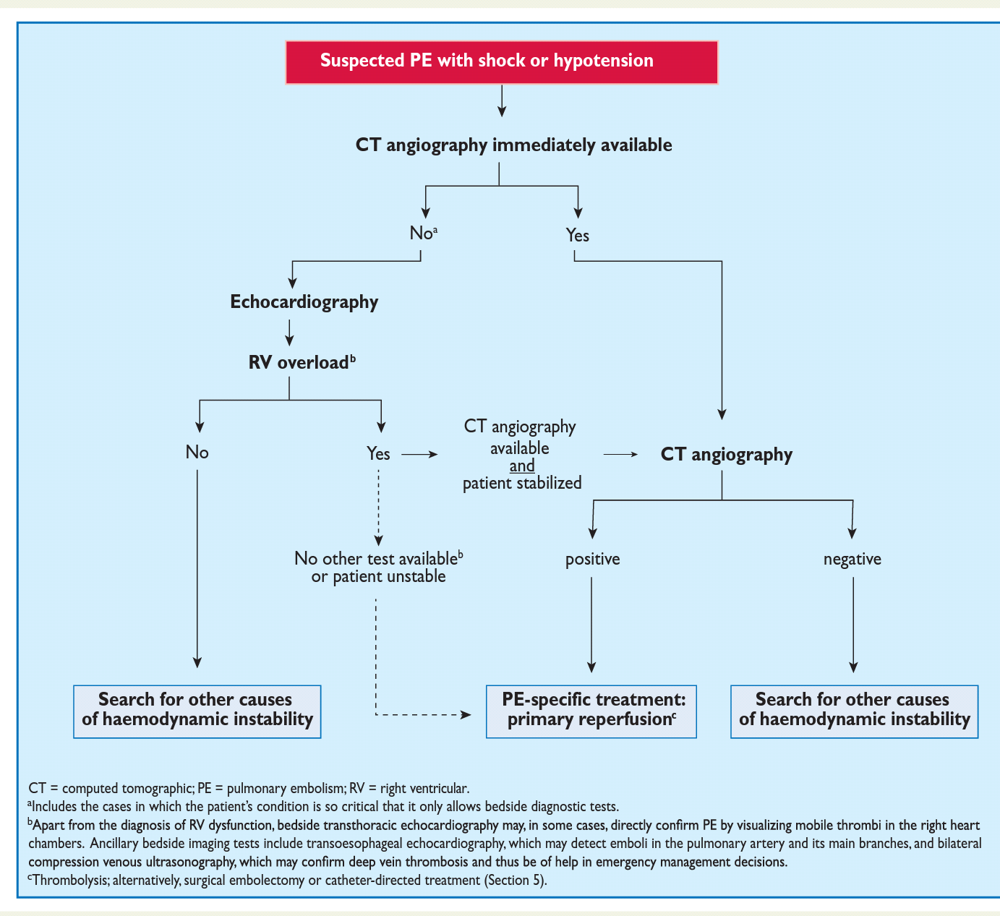 Suspected PE with shock or hypotension
CT angiography immediately available
Noᵃ
Yes
Echocardiography
RV overloadᵇ
No
Yes
CT angiography
available
and
patient stabilized
CT angiography
No other test availableᵇ
or patient unstable
positive
negative
Search for other causes
of haemodynamic instability
PE-specific treatment:
primary reperfusionᶜ
Search for other causes
of haemodynamic instability
CT = computed tomographic; PE = pulmonary embolism; RV = right ventricular.
ᵃIncludes the cases in which the patient’s condition is so critical that it only allows bedside diagnostic tests.
ᵇApart from the diagnosis of RV dysfunction, bedside transthoracic echocardiography may, in some cases, directly confirm PE by visualizing mobile thrombi in the right heart
chambers. Ancillary bedside imaging tests include transoesophageal echocardiography, which may detect emboli in the pulmonary artery and its main branches, and bilateral
compression venous ultrasonography, which may confirm deep vein thrombosis and thus be of help in emergency management decisions.
ᶜThrombolysis; alternatively, surgical embolectomy or catheter-directed treatment (Section 5).